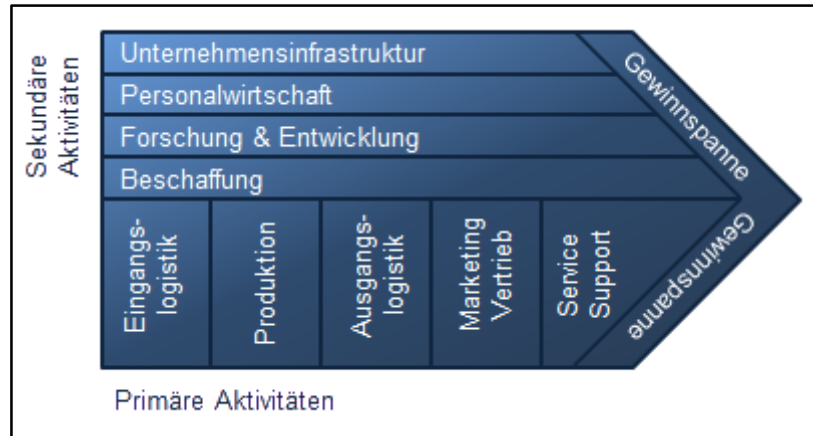 Sekundäre
Aktivitäten
Unternehmensinfrastruktur
Personalwirtschaft
Forschung & Entwicklung
Beschaffung
Gewinnspanne
Eingangs-
logistik
Produktion
Ausgangs-
logistik
Marketing
Vertrieb
Service
Support
Gewinnspanne
Primäre Aktivitäten